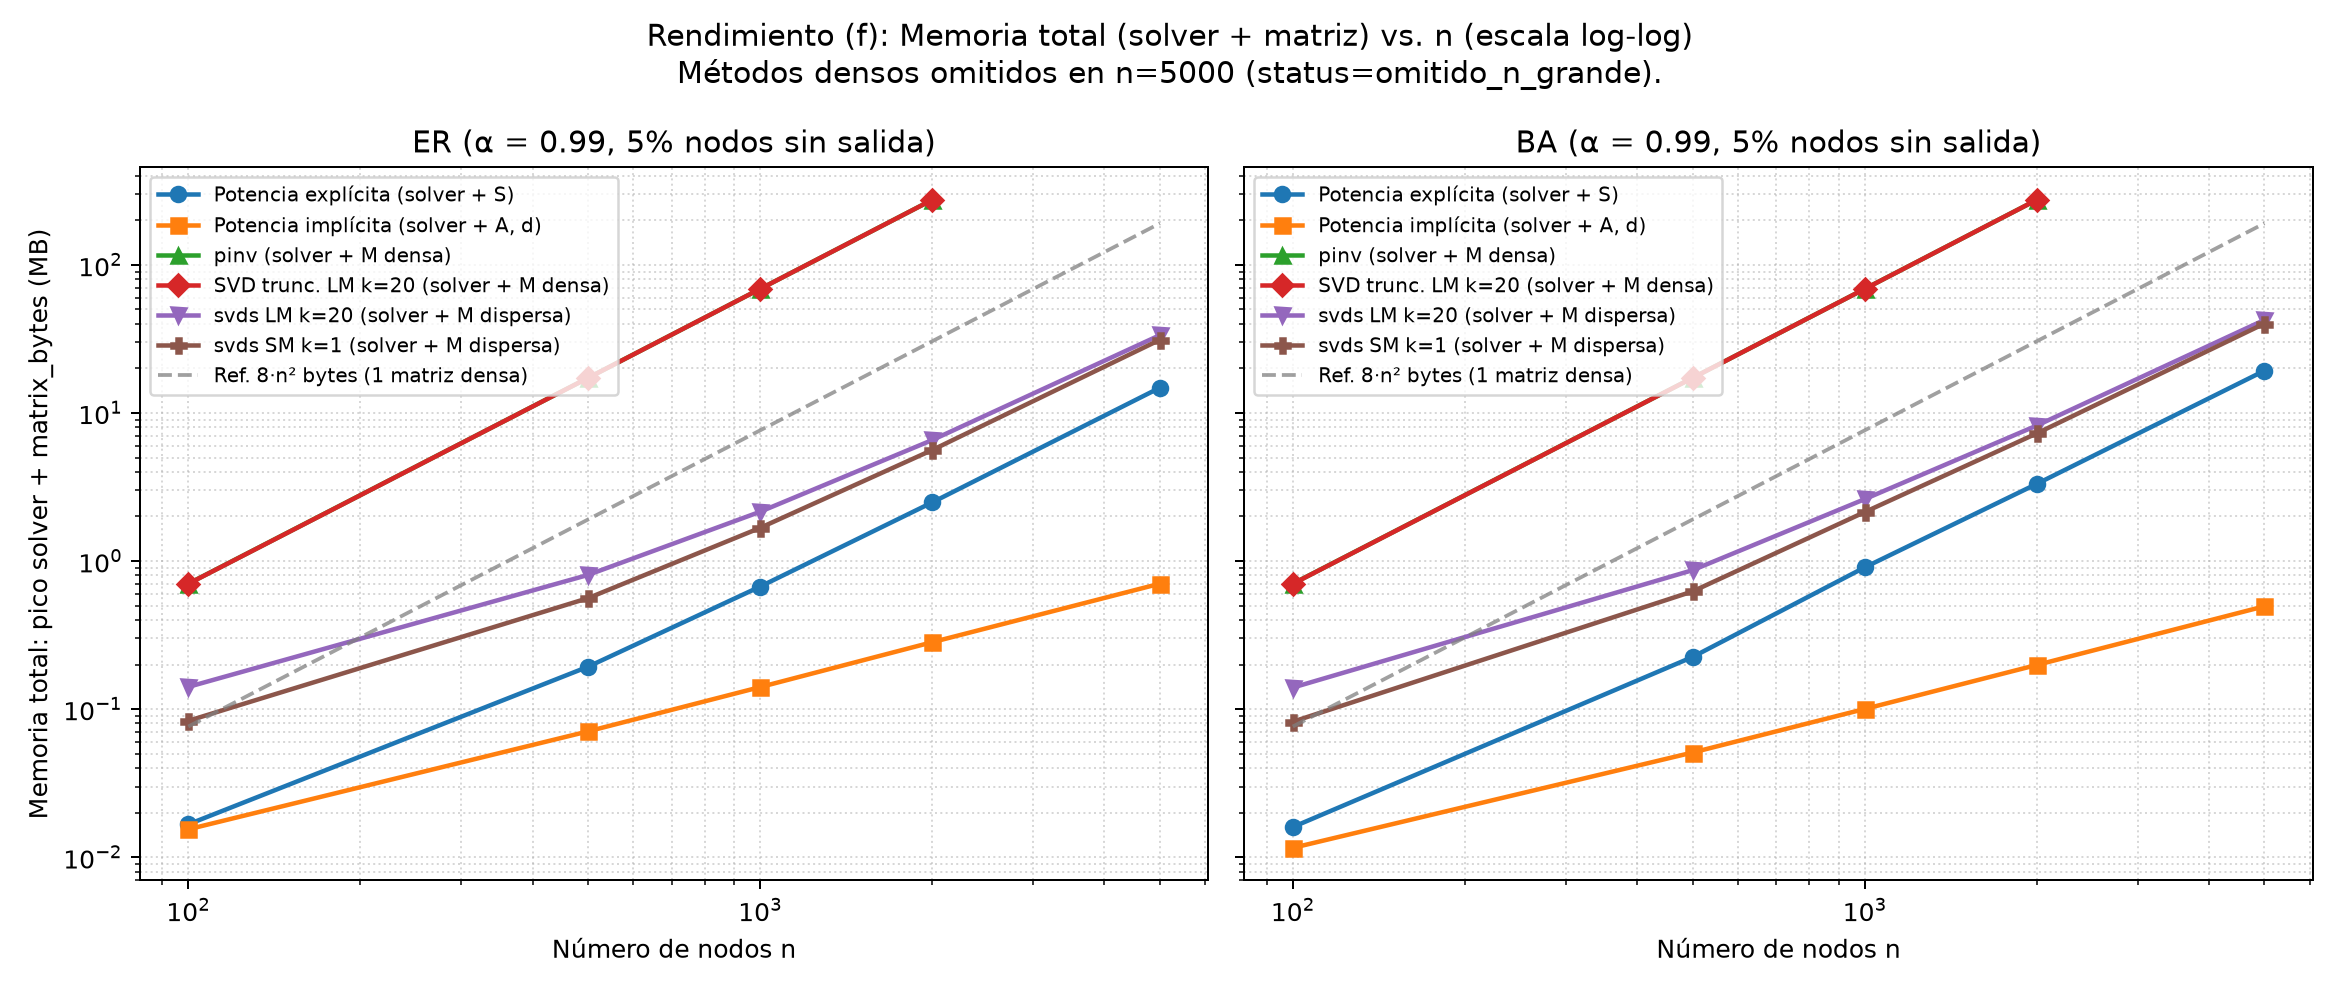 Rendimiento (f): Memoria total (solver + matriz) vs. n (escala log-log)
Métodos densos omitidos en n=5000 (status=omitido_n_grande).
ER (α = 0.99, 5% nodos sin salida)
Potencia explícita (solver + S)
Potencia implícita (solver + A, d)
pinv (solver + M densa)
SVD trunc. LM k=20 (solver + M densa)
svds LM k=20 (solver + M dispersa)
svds SM k=1 (solver + M dispersa)
Ref. 8·n² bytes (1 matriz densa)
Memoria total: pico solver + matrix_bytes (MB)
10²
10¹
10⁰
10⁻¹
10⁻²
10²
10³
Número de nodos n
BA (α = 0.99, 5% nodos sin salida)
Potencia explícita (solver + S)
Potencia implícita (solver + A, d)
pinv (solver + M densa)
SVD trunc. LM k=20 (solver + M densa)
svds LM k=20 (solver + M dispersa)
svds SM k=1 (solver + M dispersa)
Ref. 8·n² bytes (1 matriz densa)
10²
10³
Número de nodos n